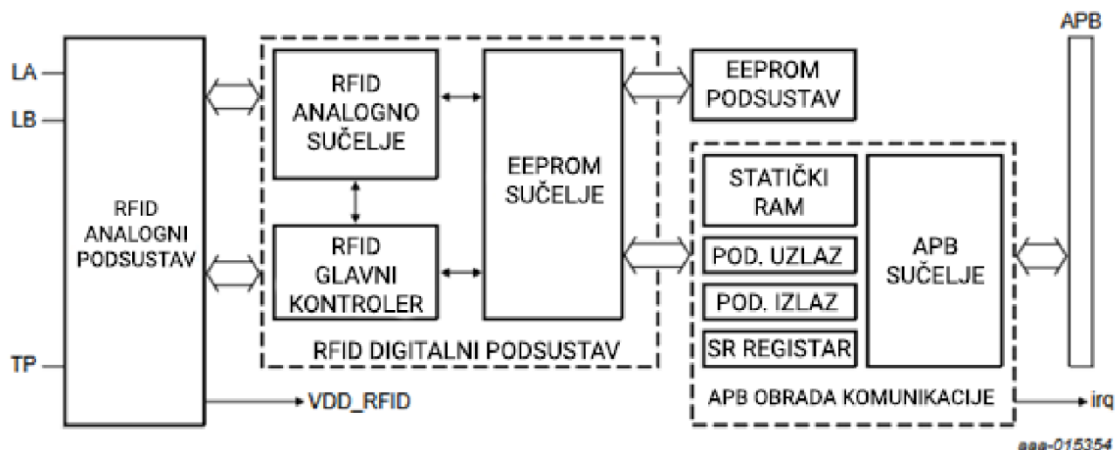 APB
LA
LB
TP
RFID
ANALOGNI
PODSUSTAV
RFID
ANALOGNO
SUČELJE
RFID
GLAVNI
KONTROLER
EEPROM
SUČELJE
RFID DIGITALNI PODSUSTAV
VDD_RFID
EEPROM
PODSUSTAV
STATIČKI
RAM
POD. UZLAZ
POD. IZLAZ
SR REGISTAR
APB
SUČELJE
APB OBRADA KOMUNIKACIJE
irq
aaa-015354